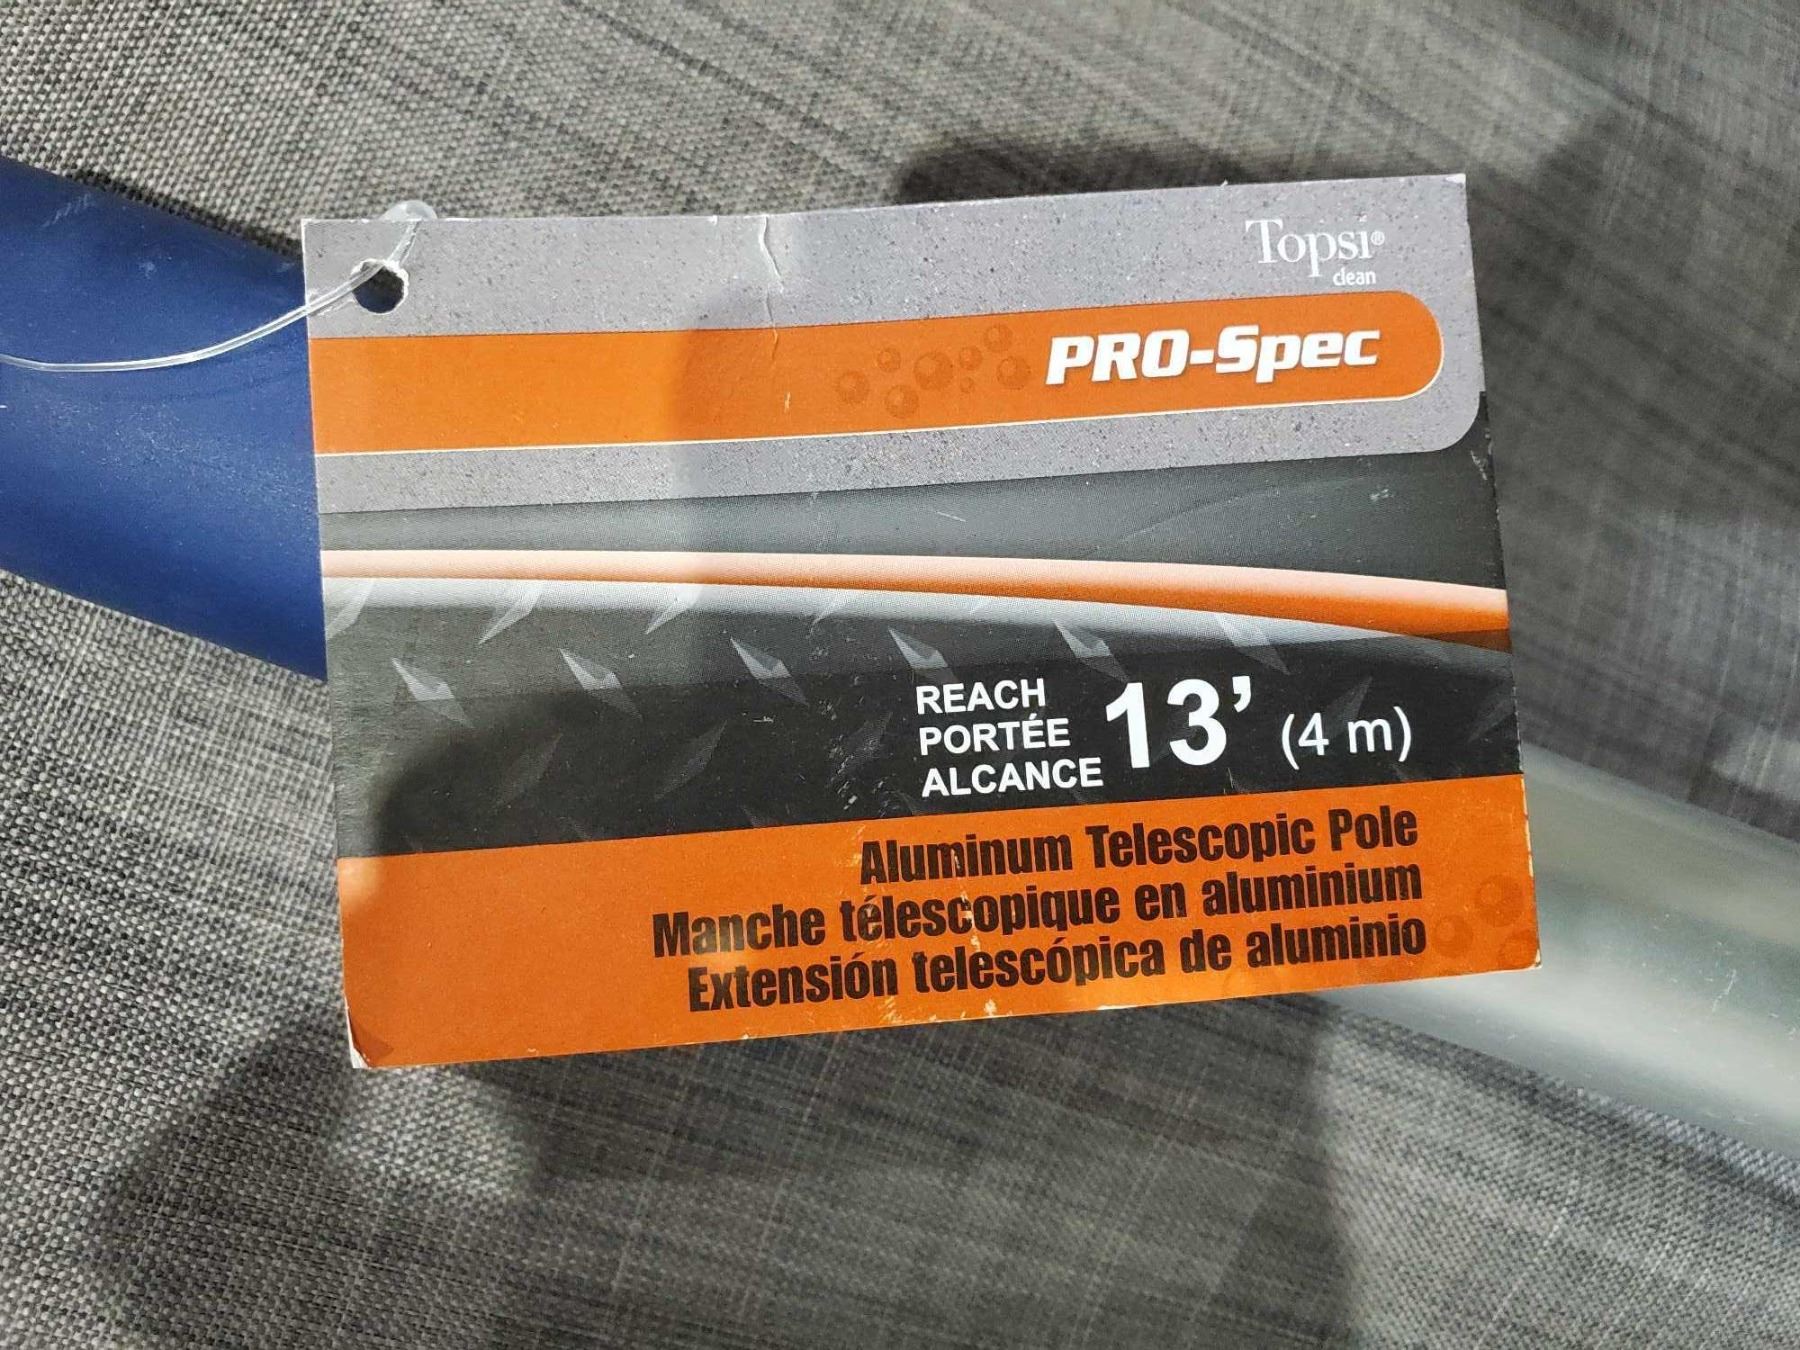 Topsi®
clean
PRO-Spec
REACH
PORTÉE
ALCANCE
13' (4 m)
Aluminum Telescopic Pole
Manche télescopique en aluminium
Extensión telescópica de aluminio